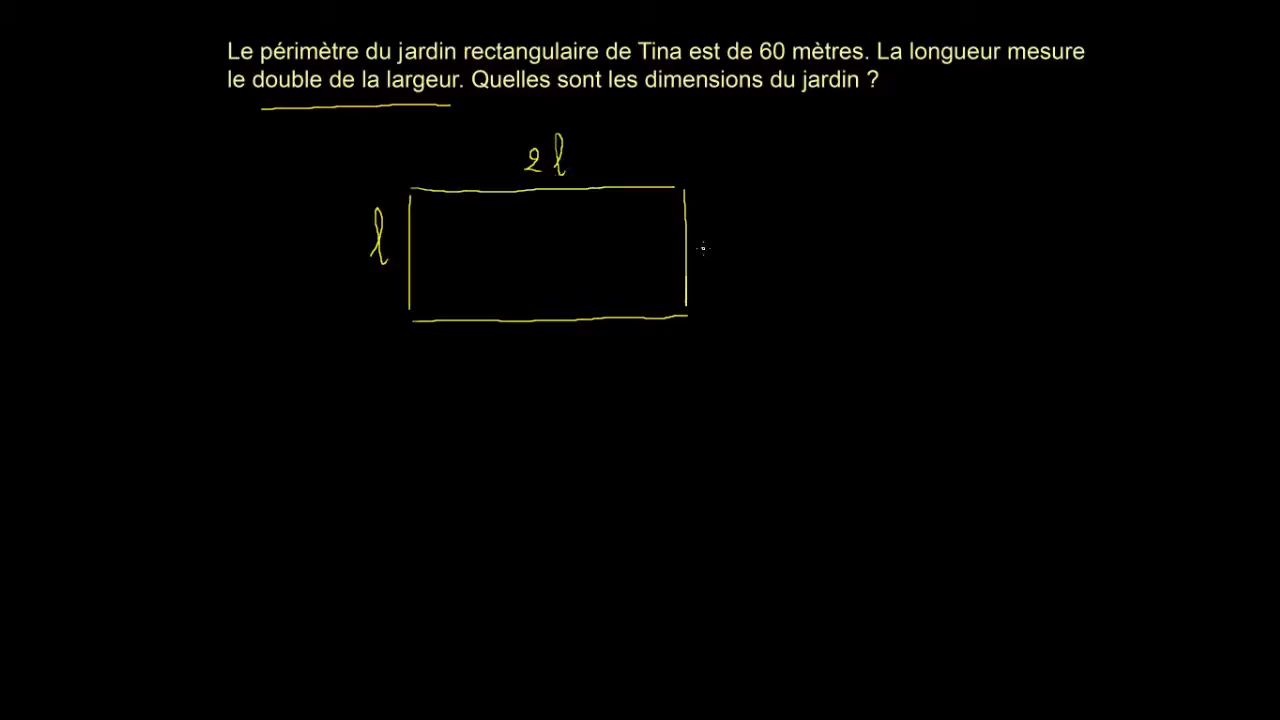 Le périmètre du jardin rectangulaire de Tina est de 60 mètres. La longueur mesure
le double de la largeur. Quelles sont les dimensions du jardin ?
2l
l